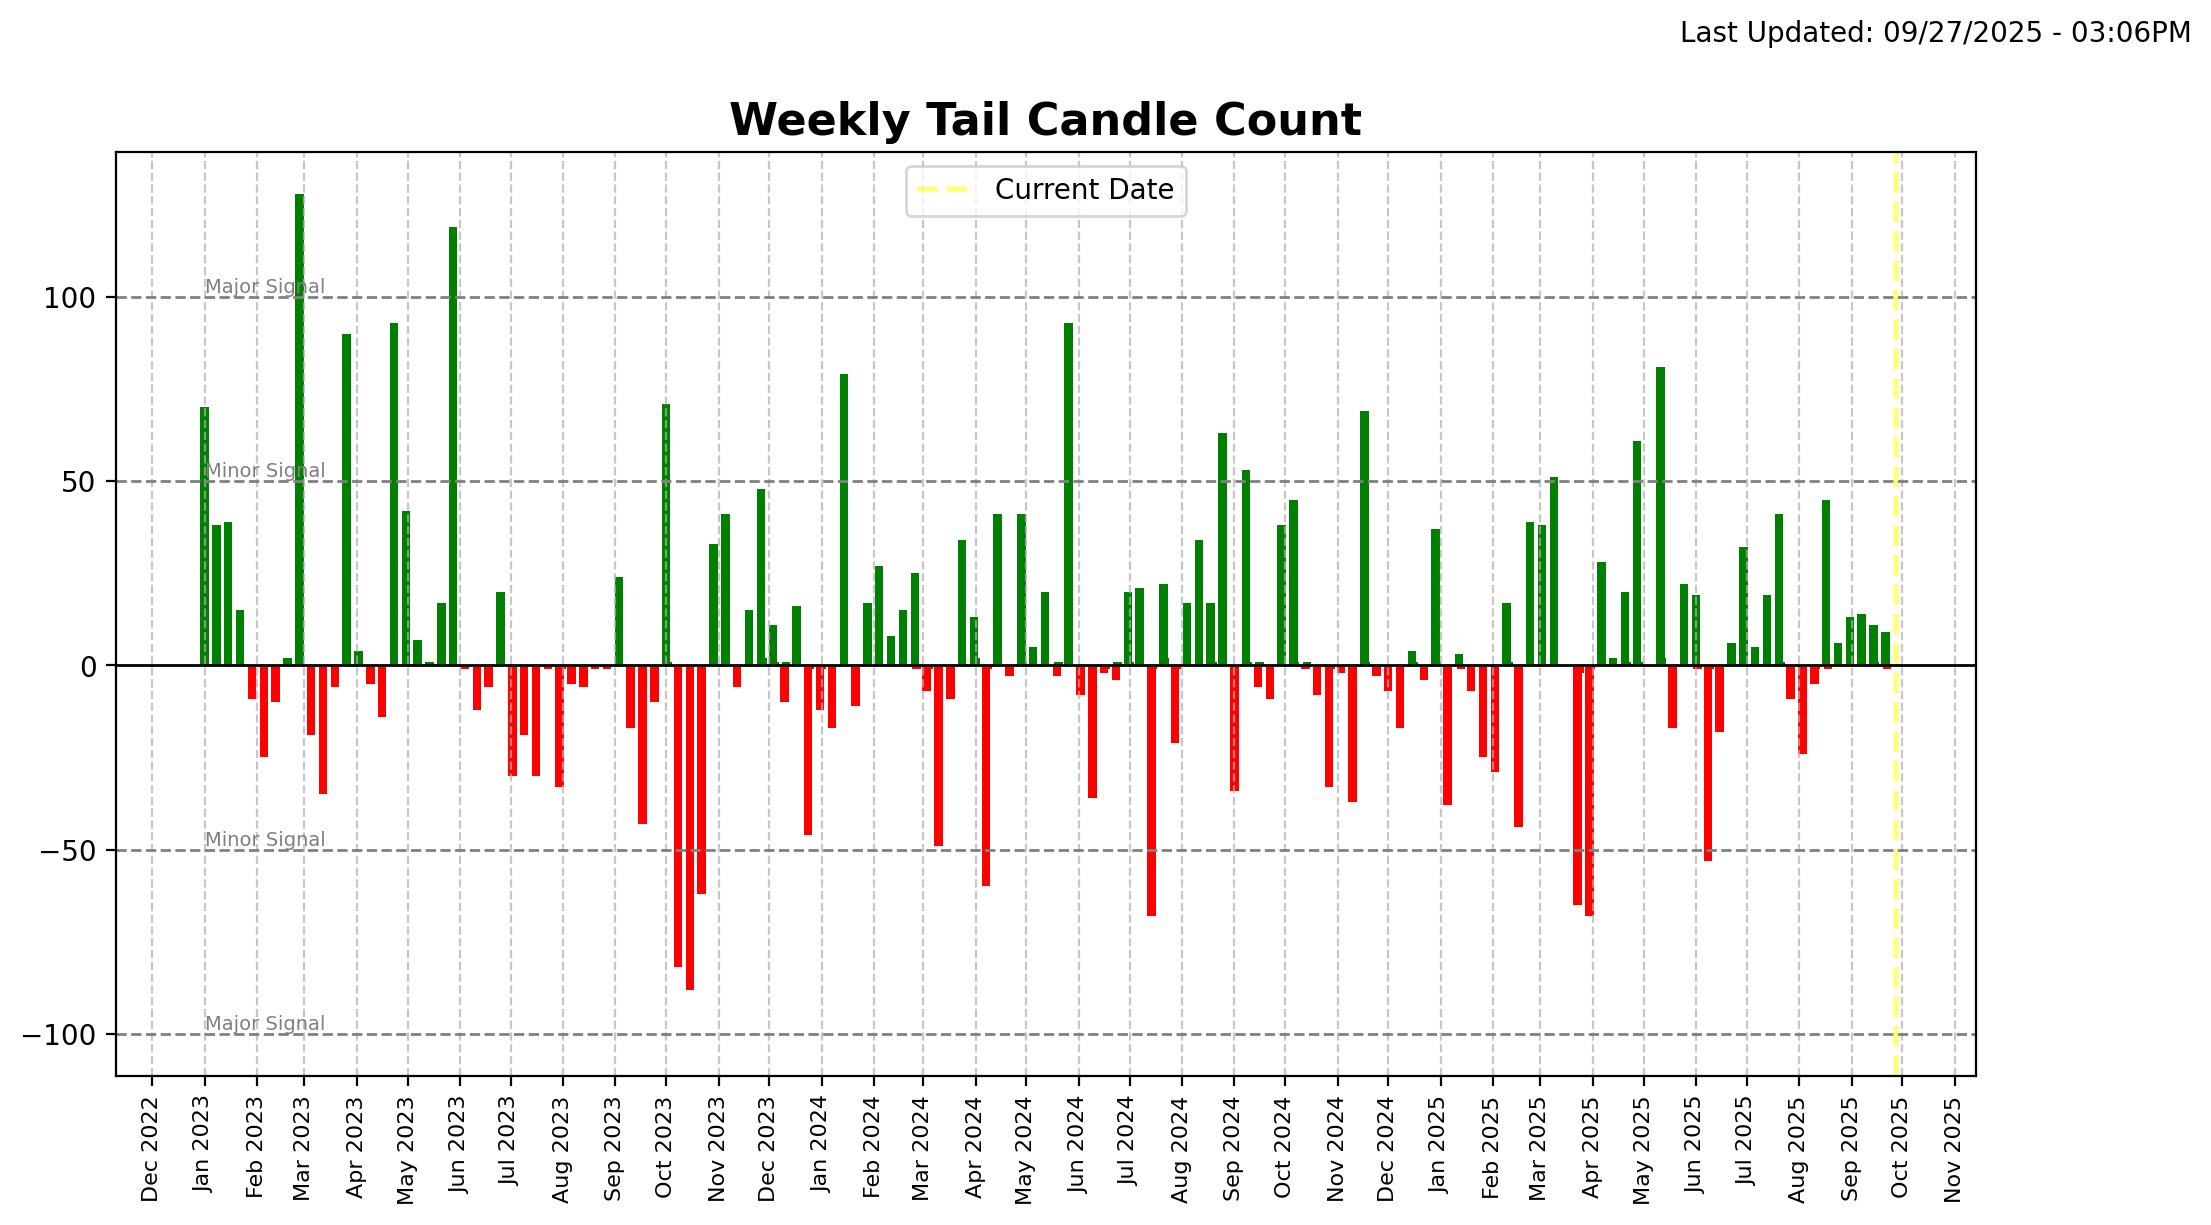 Last Updated: 09/27/2025 - 03:06PM
Weekly Tail Candle Count
Current Date
Major Signal
100
Minor Signal
50
0
Minor Signal
−50
Major Signal
−100
Dec 2022
Jan 2023
Feb 2023
Mar 2023
Apr 2023
May 2023
Jun 2023
Jul 2023
Aug 2023
Sep 2023
Oct 2023
Nov 2023
Dec 2023
Jan 2024
Feb 2024
Mar 2024
Apr 2024
May 2024
Jun 2024
Jul 2024
Aug 2024
Sep 2024
Oct 2024
Nov 2024
Dec 2024
Jan 2025
Feb 2025
Mar 2025
Apr 2025
May 2025
Jun 2025
Jul 2025
Aug 2025
Sep 2025
Oct 2025
Nov 2025